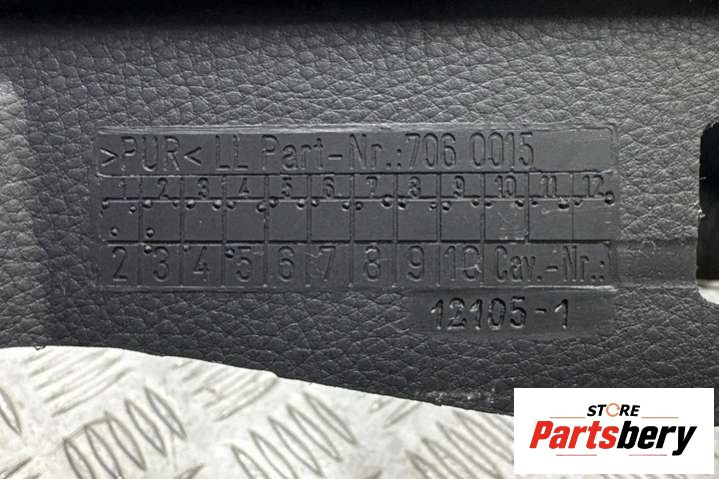 >PUR< LL Part-Nr.:706 0015
1 2 3 4 5 6 7 8 9 10 11 12
2 3 4 5 6 7 8 9 10 Cav.-Nr.:
12105-1
STORE
Partsbery